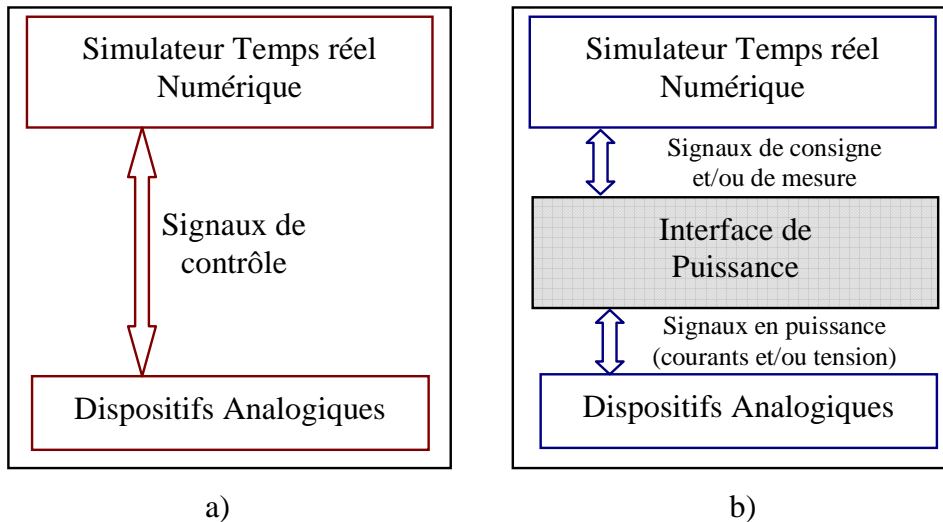 Simulateur Temps réel
Numérique
Signaux de
contrôle
Dispositifs Analogiques
a)
Simulateur Temps réel
Numérique
Signaux de consigne
et/ou de mesure
Interface de
Puissance
Signaux en puissance
(courants et/ou tension)
Dispositifs Analogiques
b)